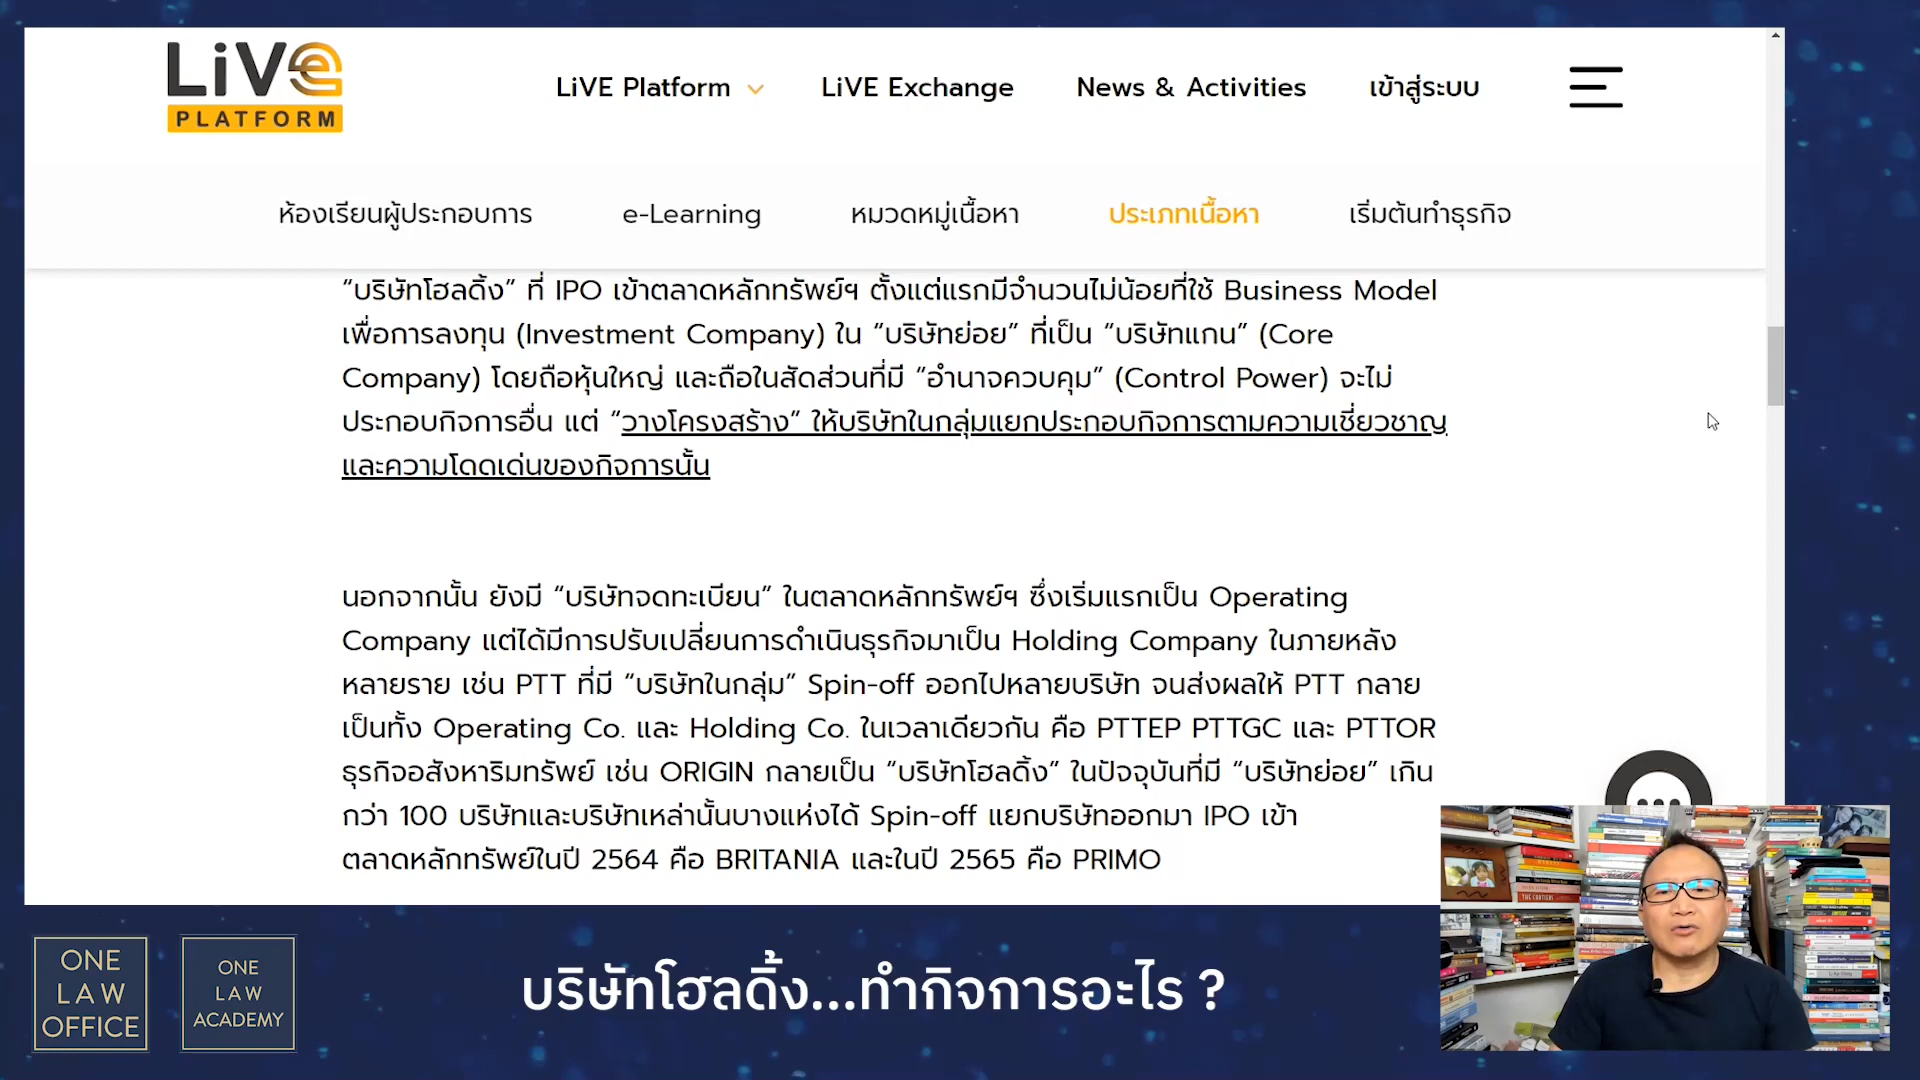 LiVE
PLATFORM
LiVE Platform
LiVE Exchange
News & Activities
เข้าสู่ระบบ
ห้องเรียนผู้ประกอบการ
e-Learning
หมวดหมู่เนื้อหา
ประเภทเนื้อหา
เริ่มต้นทำธุรกิจ
“บริษัทโฮลดิ้ง” ที่ IPO เข้าตลาดหลักทรัพย์ฯ ตั้งแต่แรกมีจำนวนไม่น้อยที่ใช้ Business Model
เพื่อการลงทุน (Investment Company) ใน “บริษัทย่อย” ที่เป็น “บริษัทแกน” (Core
Company) โดยถือหุ้นใหญ่ และถือในสัดส่วนที่มี “อำนาจควบคุม” (Control Power) จะไม่
ประกอบกิจการอื่น แต่ “วางโครงสร้าง” ให้บริษัทในกลุ่มแยกประกอบกิจการตามความเชี่ยวชาญ
และความโดดเด่นของกิจการนั้น
นอกจากนั้น ยังมี “บริษัทจดทะเบียน” ในตลาดหลักทรัพย์ฯ ซึ่งเริ่มแรกเป็น Operating
Company แต่ได้มีการปรับเปลี่ยนการดำเนินธุรกิจมาเป็น Holding Company ในภายหลัง
หลายราย เช่น PTT ที่มี “บริษัทในกลุ่ม” Spin-off ออกไปหลายบริษัท จนส่งผลให้ PTT กลาย
เป็นทั้ง Operating Co. และ Holding Co. ในเวลาเดียวกัน คือ PTTEP PTTGC และ PTTOR
ธุรกิจอสังหาริมทรัพย์ เช่น ORIGIN กลายเป็น “บริษัทโฮลดิ้ง” ในปัจจุบันที่มี “บริษัทย่อย” เกิน
กว่า 100 บริษัทและบริษัทเหล่านั้นบางแห่งได้ Spin-off แยกบริษัทออกมา IPO เข้า
ตลาดหลักทรัพย์ในปี 2564 คือ BRITANIA และในปี 2565 คือ PRIMO
ONE
LAW
OFFICE
ONE
LAW
ACADEMY
บริษัทโฮลดิ้ง...ทำกิจการอะไร ?